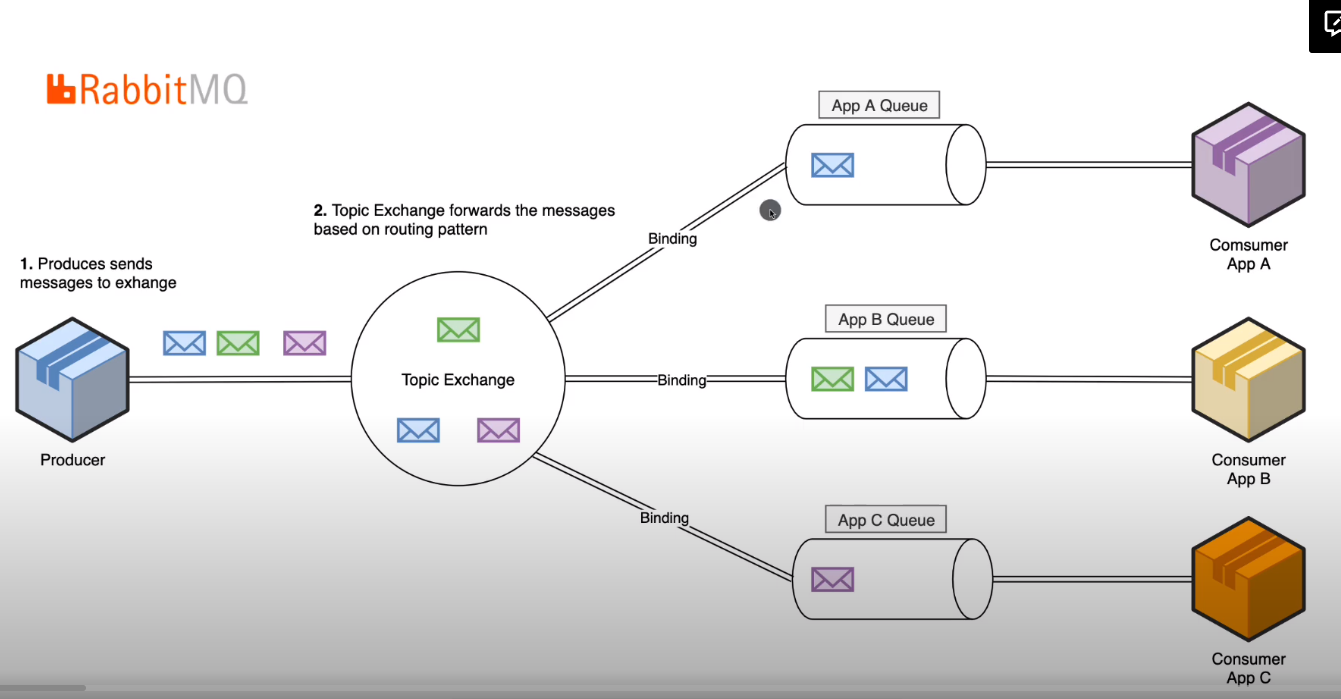 RabbitMQ
App A Queue
2. Topic Exchange forwards the messages
based on routing pattern
Binding
Comsumer
App A
1. Produces sends
messages to exhange
App B Queue
Topic Exchange
Binding
Producer
Consumer
App B
Binding
App C Queue
Consumer
App C